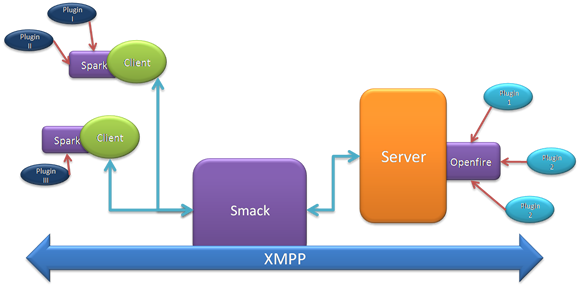 Plugin
I
Plugin
II
Spark
Client
Spark
Client
Plugin
III
Smack
Server
Openfire
Plugin
1
Plugin
2
Plugin
2
XMPP